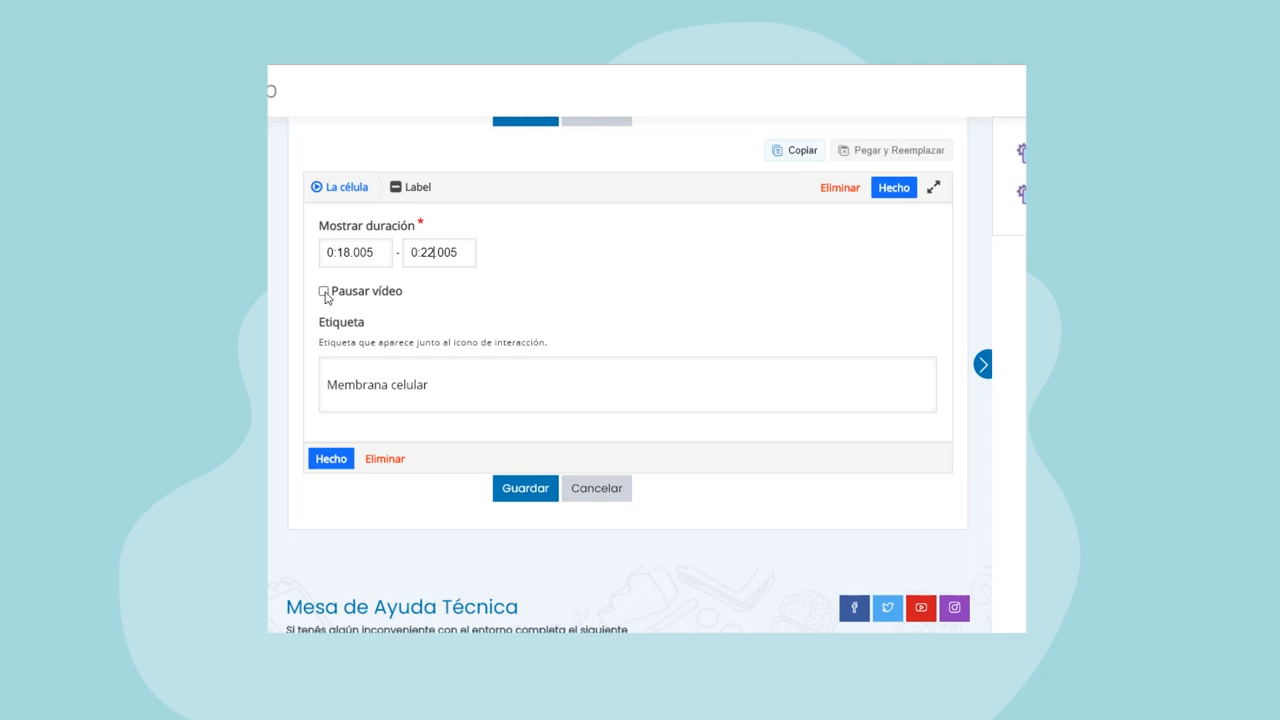 Copiar
Pegar y Reemplazar
La célula
Label
Eliminar
Hecho
Mostrar duración *
0:18.005 - 0:22.005
Pausar vídeo
Etiqueta
Etiqueta que aparece junto al icono de interacción.
Membrana celular
Hecho
Eliminar
Guardar
Cancelar
Mesa de Ayuda Técnica
Si tenés algún inconveniente con el entorno completa el siguiente